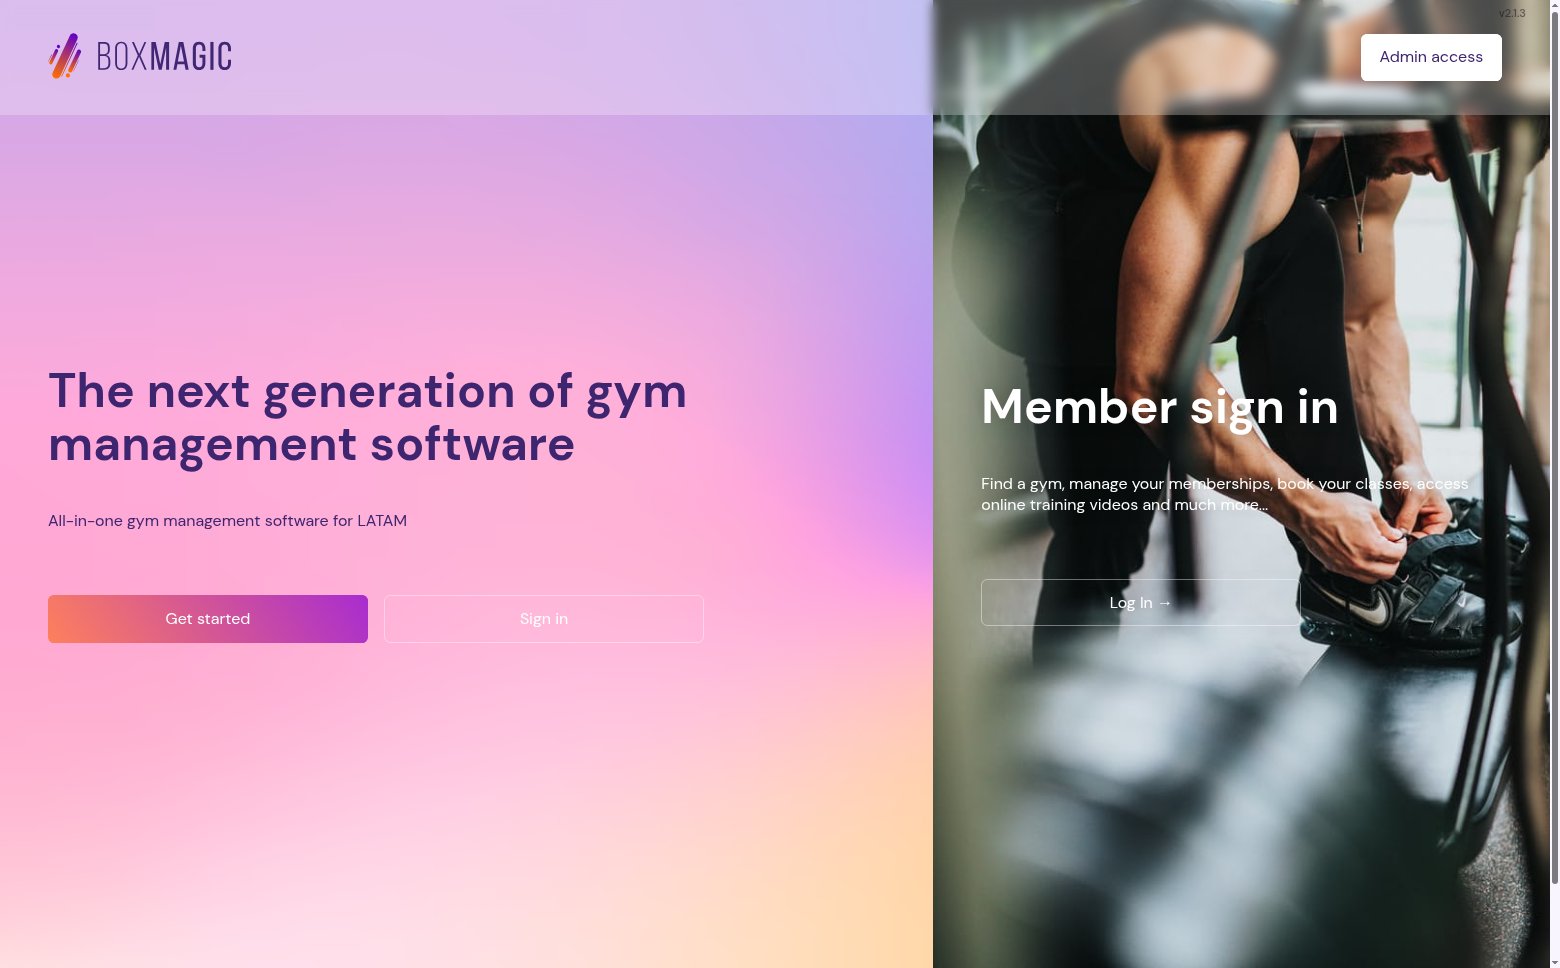 v2.1.3
BOXMAGIC
Admin access
The next generation of gym
management software
All-in-one gym management software for LATAM
Get started
Sign in
Member sign in
Find a gym, manage your memberships, book your classes, access
online training videos and much more...
Log In →